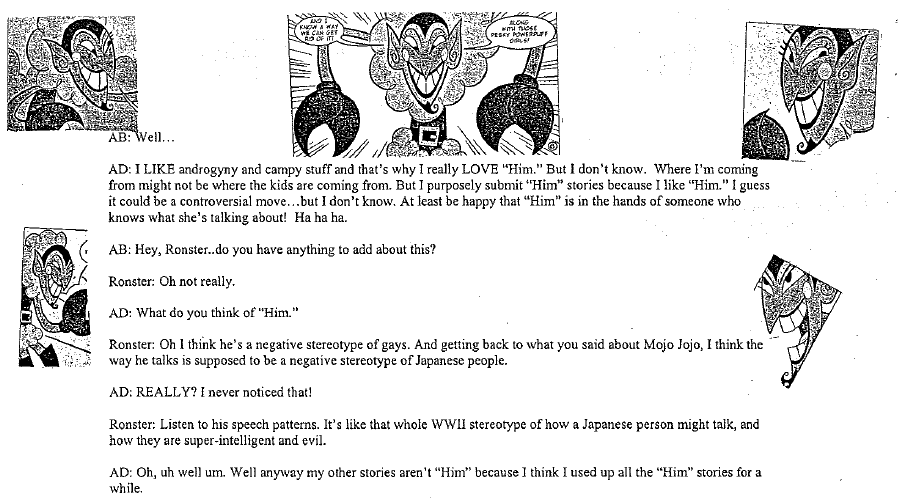 AND I
KNOW A WAY
WE CAN GET
RID OF IT!
ALONG
WITH THOSE
PESKY POWERPUFF
GIRLS!
AB: Well...
AD: I LIKE androgyny and campy stuff and that's why I really LOVE "Him." But I don't know. Where I'm coming
from might not be where the kids are coming from. But I purposely submit "Him" stories because I like "Him." I guess
it could be a controversial move...but I don't know. At least be happy that "Him" is in the hands of someone who
knows what she's talking about! Ha ha ha.
AB: Hey, Ronster..do you have anything to add about this?
Ronster: Oh not really.
AD: What do you think of "Him."
Ronster: Oh I think he's a negative stereotype of gays. And getting back to what you said about Mojo Jojo, I think the
way he talks is supposed to be a negative stereotype of Japanese people.
AD: REALLY? I never noticed that!
Ronster: Listen to his speech patterns. It's like that whole WWII stereotype of how a Japanese person might talk, and
how they are super-intelligent and evil.
AD: Oh, uh well um. Well anyway my other stories aren't "Him" because I think I used up all the "Him" stories for a
while.